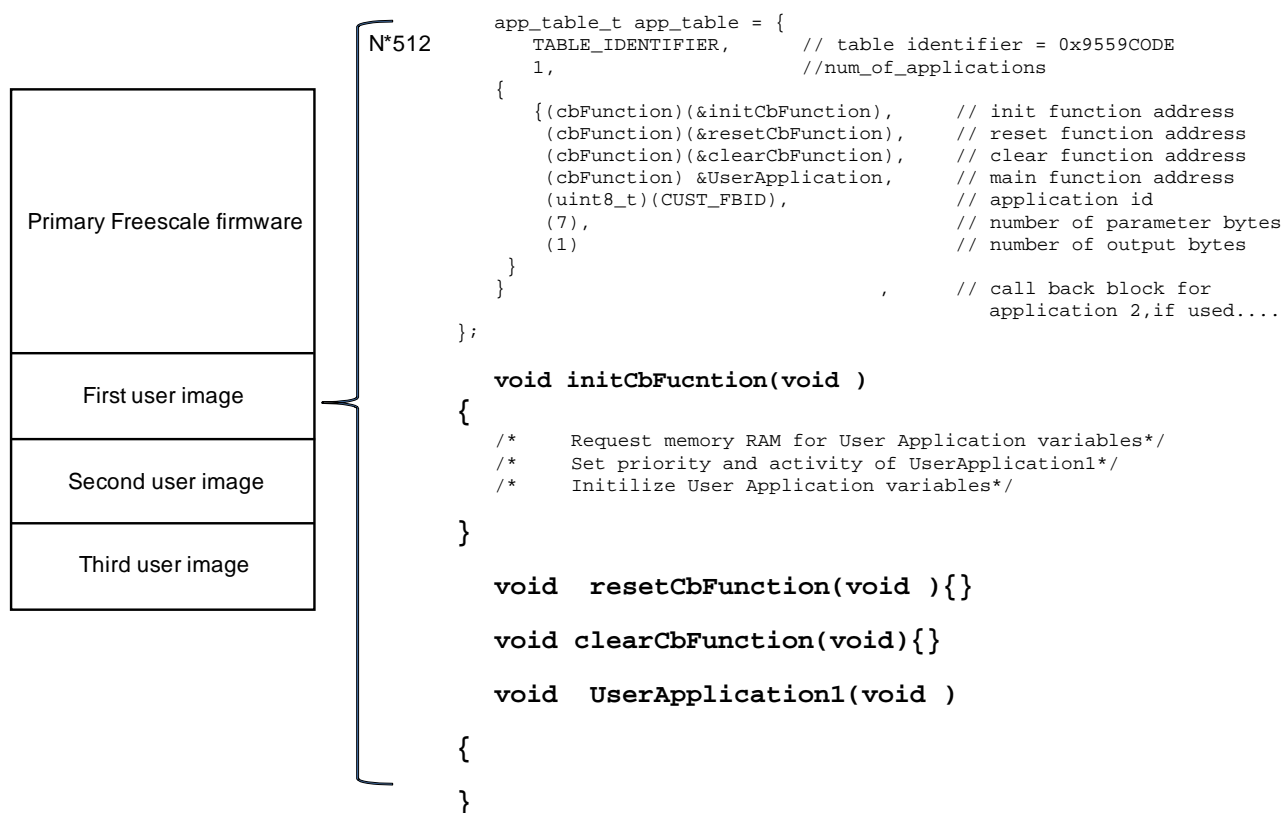 Primary Freescale firmware
First user image
Second user image
Third user image
N*512
app_table_t app_table = {
TABLE_IDENTIFIER, // table identifier = 0x9559CODE
1, //num_of_applications
{
{(cbFunction)(&initCbFunction), // init function address
(cbFunction)(&resetCbFunction), // reset function address
(cbFunction)(&clearCbFunction), // clear function address
(cbFunction) &UserApplication, // main function address
(uint8_t)(CUST_FBID), // application id
(7), // number of parameter bytes
(1) // number of output bytes
}
} , // call back block for
application 2,if used....
};
void initCbFucntion(void )
{
/* Request memory RAM for User Application variables*/
/* Set priority and activity of UserApplication1*/
/* Initilize User Application variables*/
}
void resetCbFunction(void ){}
void clearCbFunction(void){}
void UserApplication1(void )
{
}